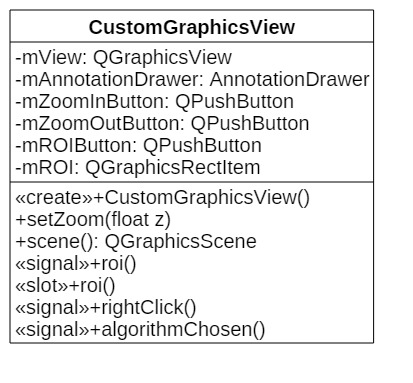 CustomGraphicsView
-mView: QGraphicsView
-mAnnotationDrawer: AnnotationDrawer
-mZoomInButton: QPushButton
-mZoomOutButton: QPushButton
-mROIButton: QPushButton
-mROI: QGraphicsRectItem
«create»+CustomGraphicsView()
+setZoom(float z)
+scene(): QGraphicsScene
«signal»+roi()
«slot»+roi()
«signal»+rightClick()
«signal»+algorithmChosen()